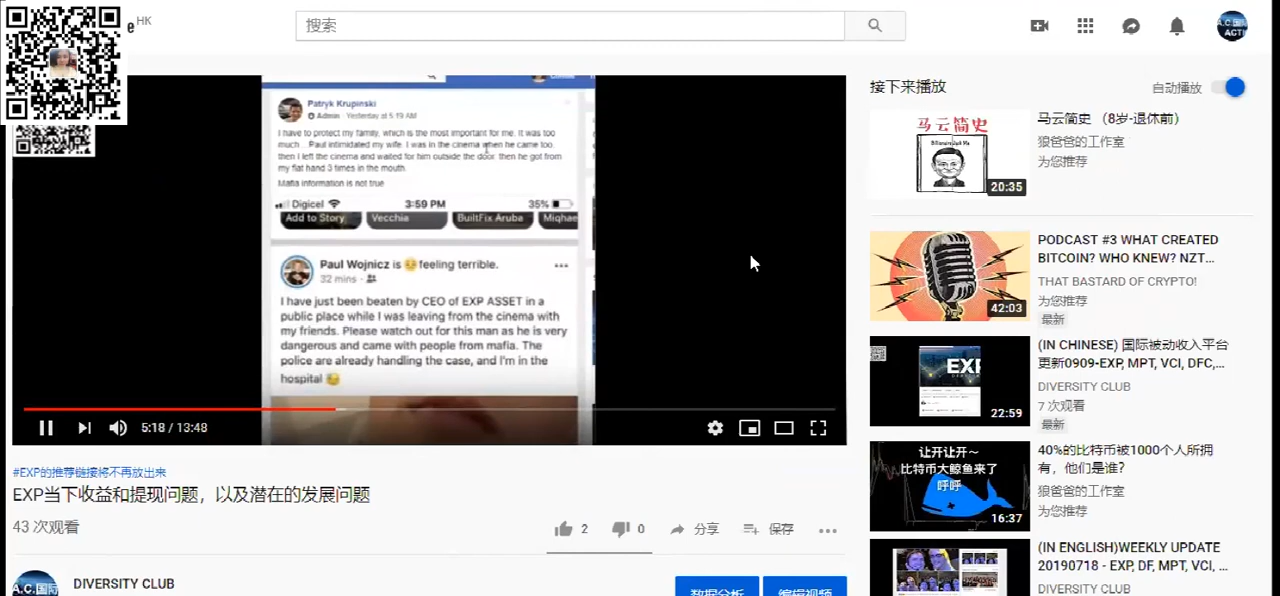 e HK
搜索
Patryk Krupinski
Admin · Yesterday at 5:19 AM
I have to protect my family, which is the most important for me. It was too
much... Paul intimidated my wife. I was in the cinema when he came too.
then I left the cinema and waited for him outside the door. then he got from
my flat hand 3 times in the mouth.
Mafia information is not true
Digicel 3:59 PM 35%
Add to Story Vecchia BuiltFix Aruba Miqhae
Paul Wojnicz is feeling terrible.
32 mins ·
I have just been beaten by CEO of EXP ASSET in a
public place while I was leaving from the cinema with
my friends. Please watch out for this man as he is very
dangerous and came with people from mafia. The
police are already handling the case, and I'm in the
hospital
5:18 / 13:48
#EXP的推荐链接将不再放出来
EXP当下收益和提现问题，以及潜在的发展问题
43 次观看
2 0 分享 保存
A.C.国际
DIVERSITY CLUB
数据分析 编辑视频
A.C.国际
ACTI
接下来播放 自动播放
马云简史
Billionaire Jack Ma
20:35
马云简史 （8岁-退休前）
狼爸爸的工作室
为您推荐
42:03
PODCAST #3 WHAT CREATED
BITCOIN? WHO KNEW? NZT...
THAT BASTARD OF CRYPTO!
为您推荐
最新
EXP
22:59
(IN CHINESE) 国际被动收入平台
更新0909-EXP, MPT, VCI, DFC,...
DIVERSITY CLUB
7 次观看
最新
让开让开～
比特币大鲸鱼来了
呼呼
16:37
40%的比特币被1000个人所拥
有，他们是谁?
狼爸爸的工作室
为您推荐
(IN ENGLISH)WEEKLY UPDATE
20190718 - EXP, DF, MPT, VCI, ...
DIVERSITY CLUB